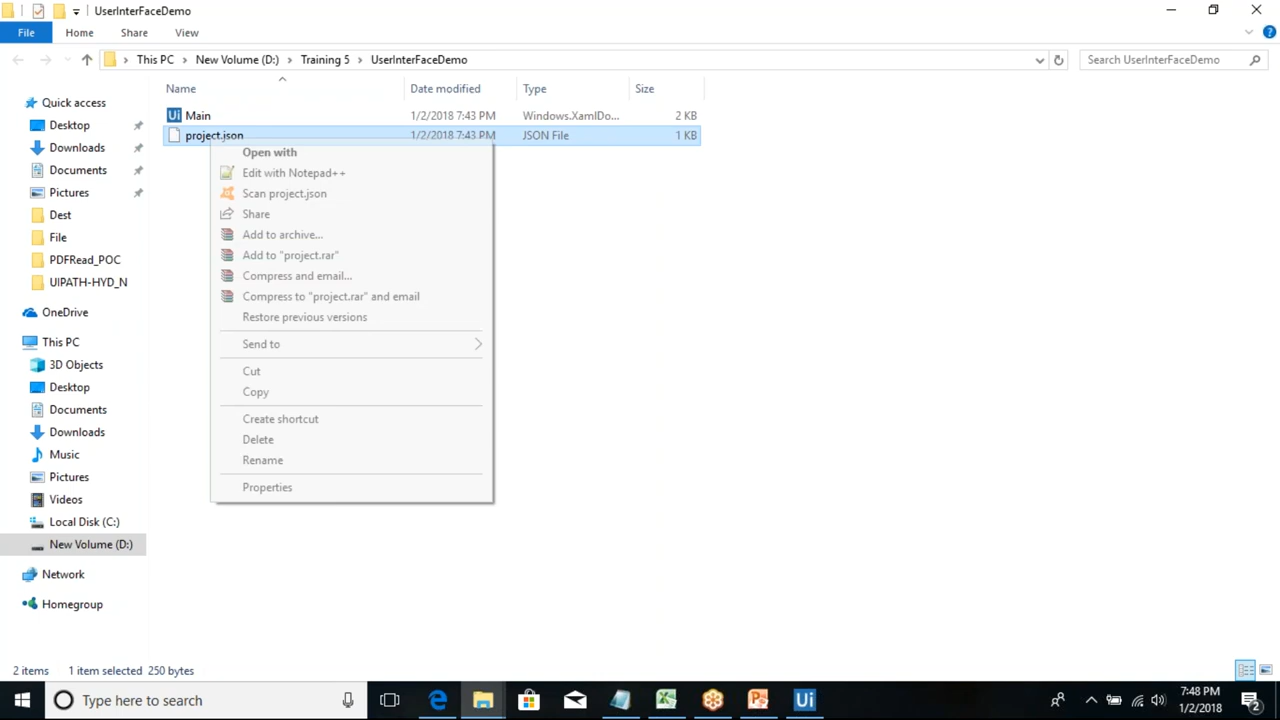 UserInterFaceDemo
File Home Share View
This PC New Volume (D:) Training 5 UserInterFaceDemo
Search UserInterFaceDemo
Name Date modified Type Size
Ui Main 1/2/2018 7:43 PM Windows.XamlDo... 2 KB
project.json 1/2/2018 7:43 PM JSON File 1 KB
Quick access
Desktop
Downloads
Documents
Pictures
Dest
File
PDFRead_POC
UIPATH-HYD_N
OneDrive
This PC
3D Objects
Desktop
Documents
Downloads
Music
Pictures
Videos
Local Disk (C:)
New Volume (D:)
Network
Homegroup
Open with
Edit with Notepad++
Scan project.json
Share
Add to archive...
Add to "project.rar"
Compress and email...
Compress to "project.rar" and email
Restore previous versions
Send to
Cut
Copy
Create shortcut
Delete
Rename
Properties
2 items 1 item selected 250 bytes
Type here to search
Ui
7:48 PM
1/2/2018
2